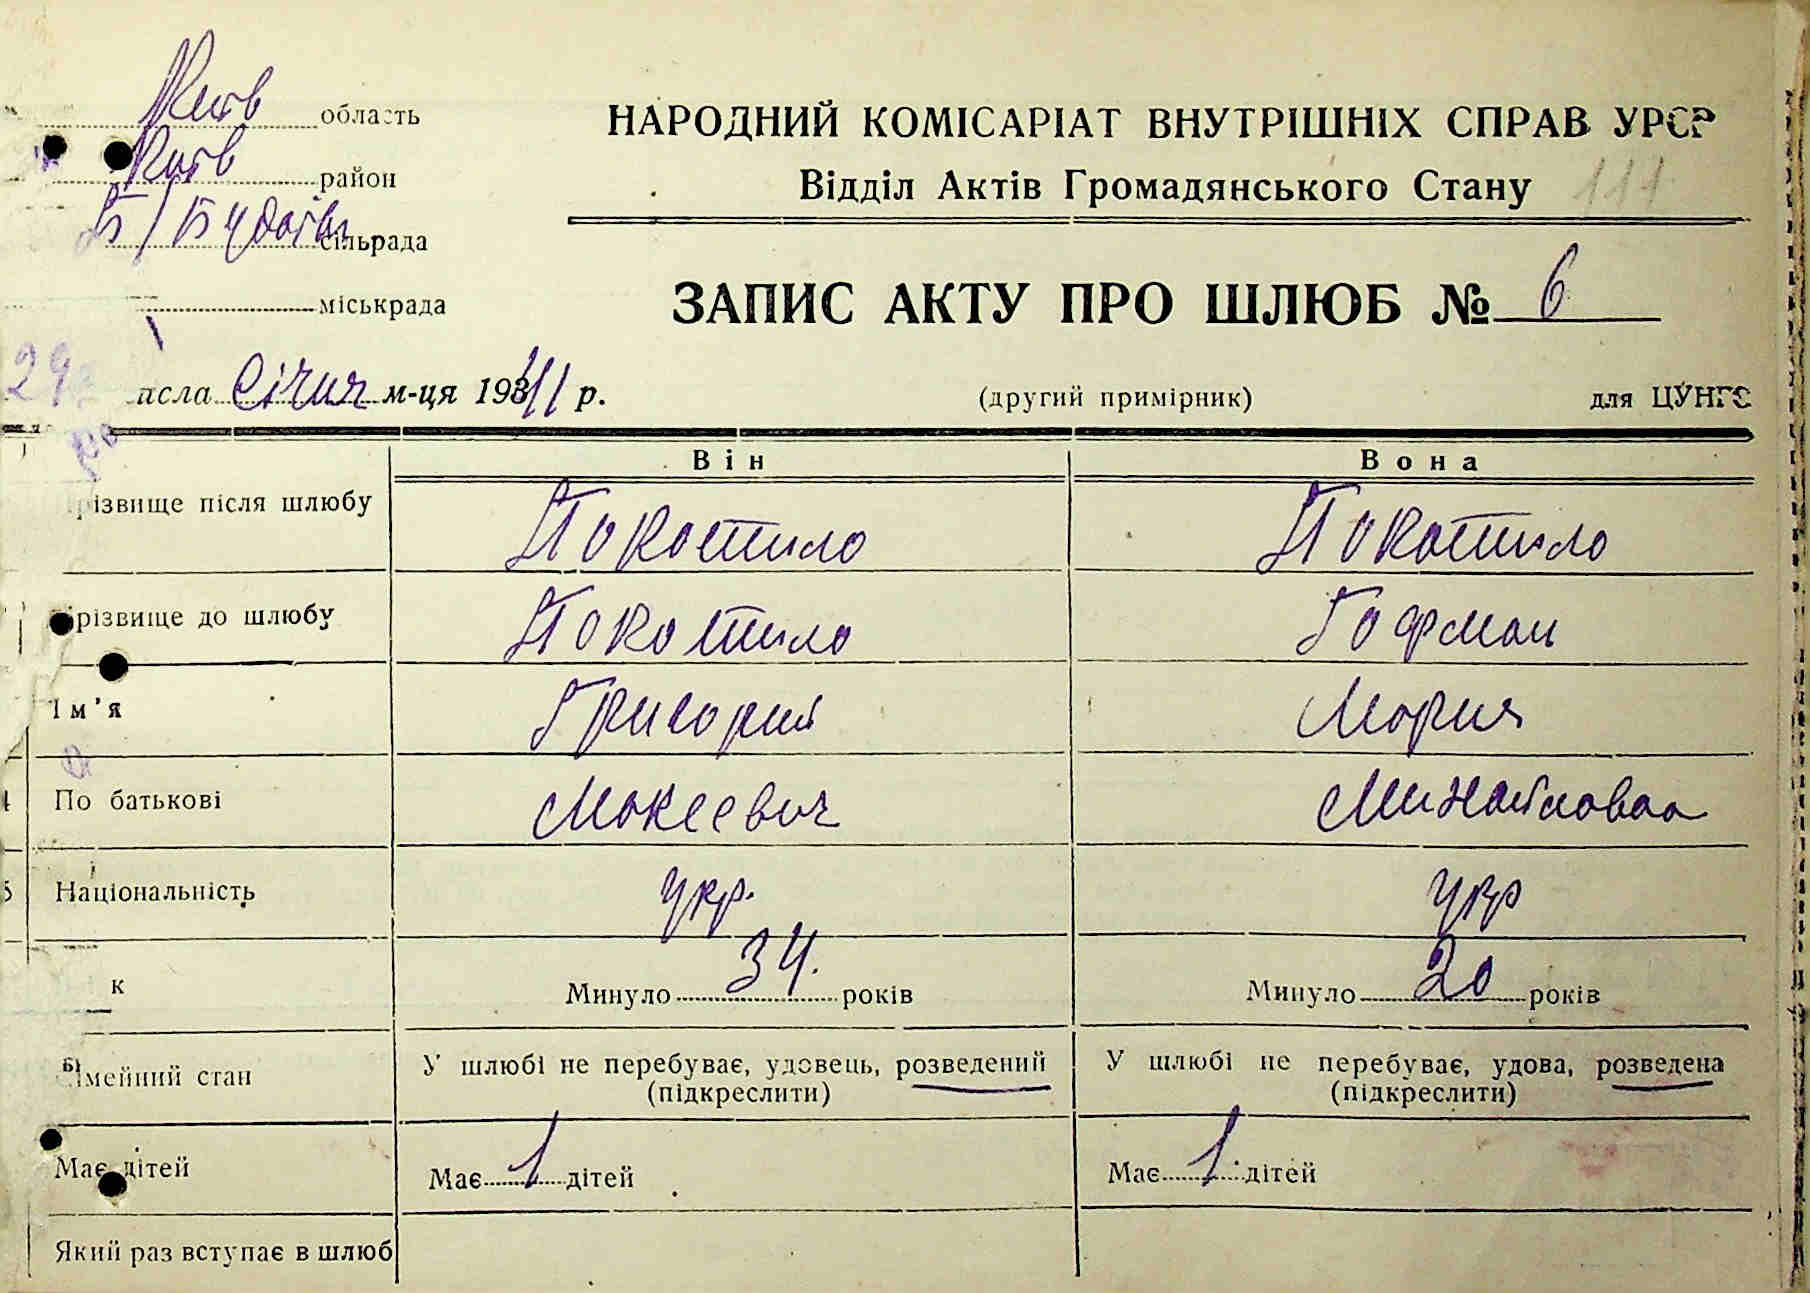 Київ область
Київ район
Б/Будаїв сільрада
міськрада
НАРОДНИЙ КОМІСАРІАТ ВНУТРІШНІХ СПРАВ УРСР
Відділ Актів Громадянського Стану
111
ЗАПИС АКТУ ПРО ШЛЮБ № 6
29 числа Січня м-ця 1941 р.
(другий примірник)
для ЦУНГО
Він Вона
Прізвище після шлюбу Покотило Покотило
Прізвище до шлюбу Покотило Гофман
Ім'я Григорий Мария
По батькові Мокеевич Михайловна
5 Національність укр. укр
к Минуло 34. років Минуло 20 років
Сімейний стан У шлюбі не перебуває, удовець, розведений (підкреслити) У шлюбі не перебуває, удова, розведена (підкреслити)
Має дітей Має 1 дітей Має 1 дітей
Який раз вступає в шлюб